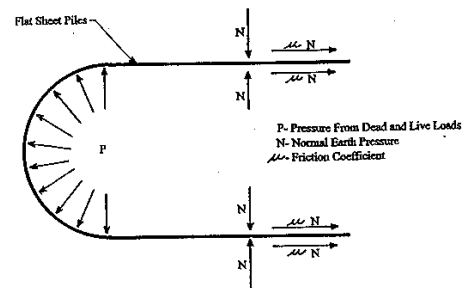 Flat Sheet Piles
N
μ N
μ N
N
P
P- Pressure From Dead and Live Loads
N- Normal Earth Pressure
μ- Friction Coefficient
N
μ N
μ N
N